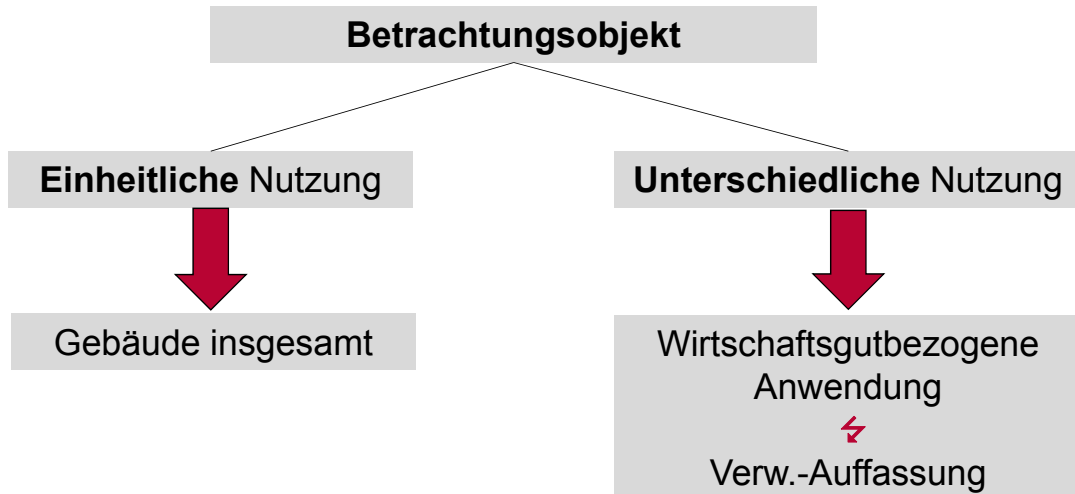 Betrachtungsobjekt
Einheitliche Nutzung
Unterschiedliche Nutzung
Gebäude insgesamt
Wirtschaftsgutbezogene
Anwendung
Verw.-Auffassung